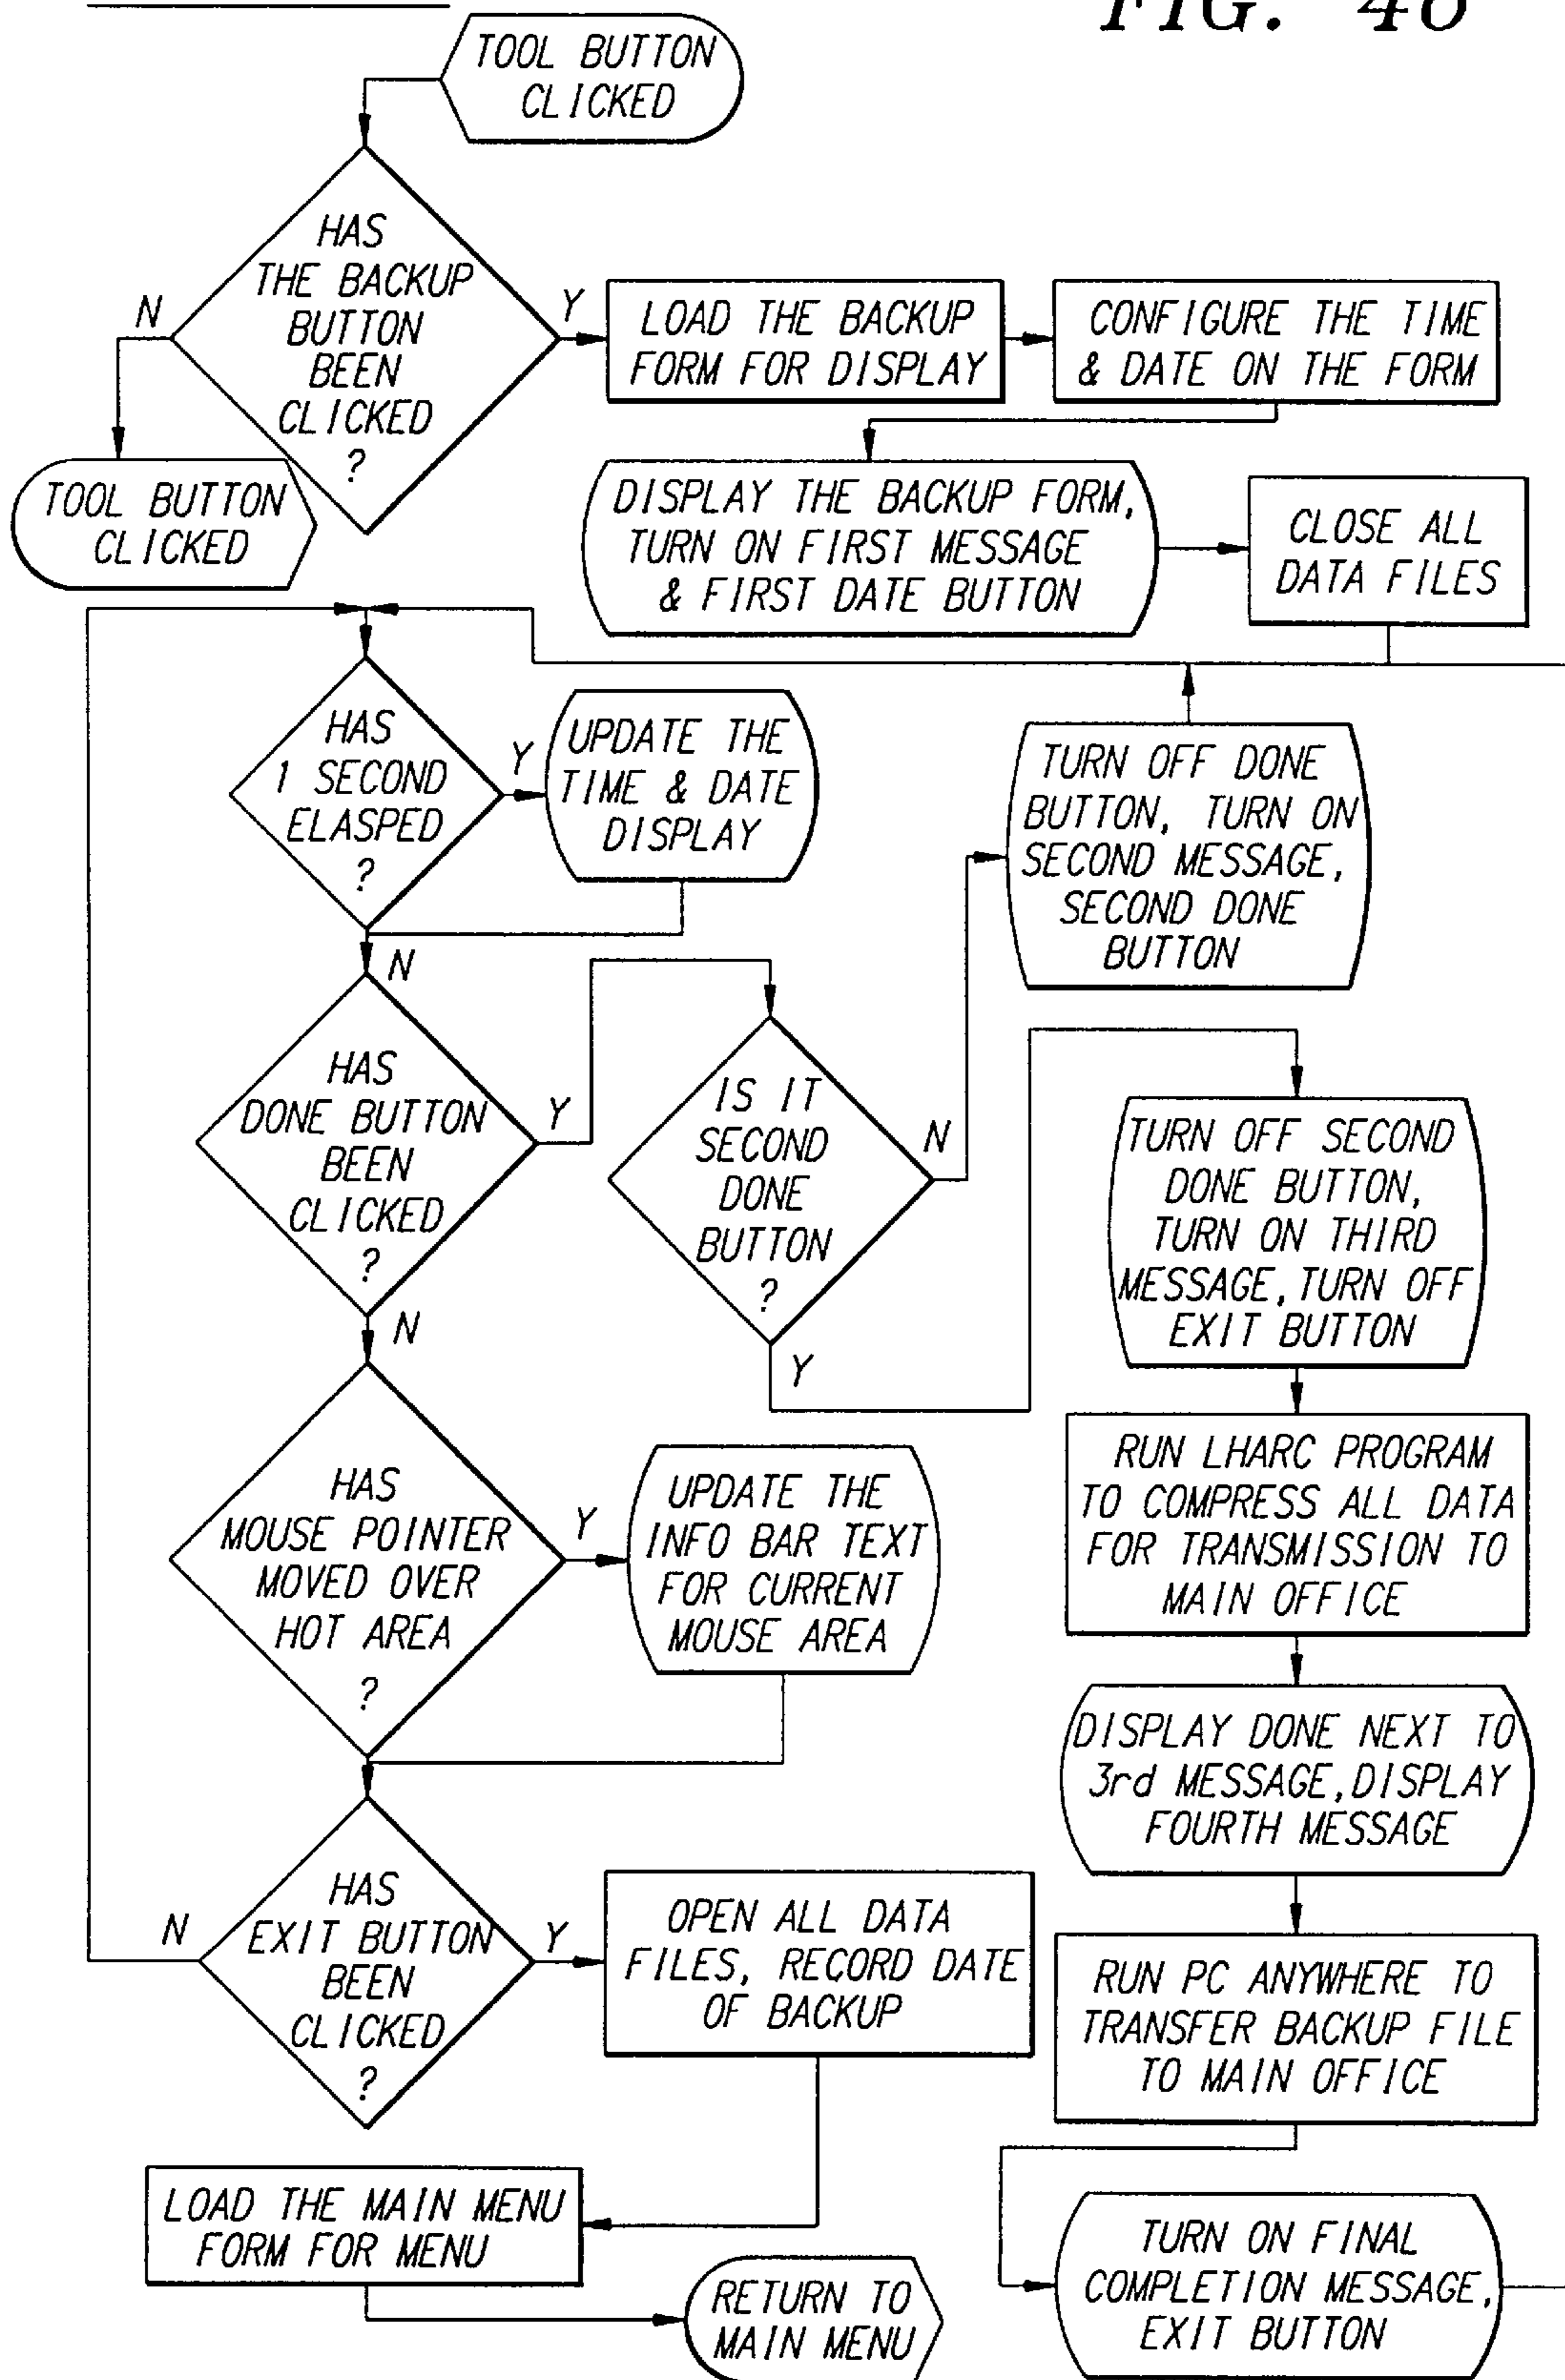 FIG. 46
TOOL BUTTON
CLICKED
HAS
THE BACKUP
BUTTON
BEEN
CLICKED
?
N
Y
LOAD THE BACKUP
FORM FOR DISPLAY
CONFIGURE THE TIME
& DATE ON THE FORM
TOOL BUTTON
CLICKED
DISPLAY THE BACKUP FORM,
TURN ON FIRST MESSAGE
& FIRST DATE BUTTON
CLOSE ALL
DATA FILES
HAS
1 SECOND
ELASPED
?
Y
UPDATE THE
TIME & DATE
DISPLAY
N
TURN OFF DONE
BUTTON, TURN ON
SECOND MESSAGE,
SECOND DONE
BUTTON
HAS
DONE BUTTON
BEEN
CLICKED
?
Y
N
IS IT
SECOND
DONE
BUTTON
?
N
Y
TURN OFF SECOND
DONE BUTTON,
TURN ON THIRD
MESSAGE, TURN OFF
EXIT BUTTON
HAS
MOUSE POINTER
MOVED OVER
HOT AREA
?
Y
UPDATE THE
INFO BAR TEXT
FOR CURRENT
MOUSE AREA
RUN LHARC PROGRAM
TO COMPRESS ALL DATA
FOR TRANSMISSION TO
MAIN OFFICE
DISPLAY DONE NEXT TO
3rd MESSAGE, DISPLAY
FOURTH MESSAGE
HAS
EXIT BUTTON
BEEN
CLICKED
?
N
Y
OPEN ALL DATA
FILES, RECORD DATE
OF BACKUP
RUN PC ANYWHERE TO
TRANSFER BACKUP FILE
TO MAIN OFFICE
LOAD THE MAIN MENU
FORM FOR MENU
RETURN TO
MAIN MENU
TURN ON FINAL
COMPLETION MESSAGE,
EXIT BUTTON